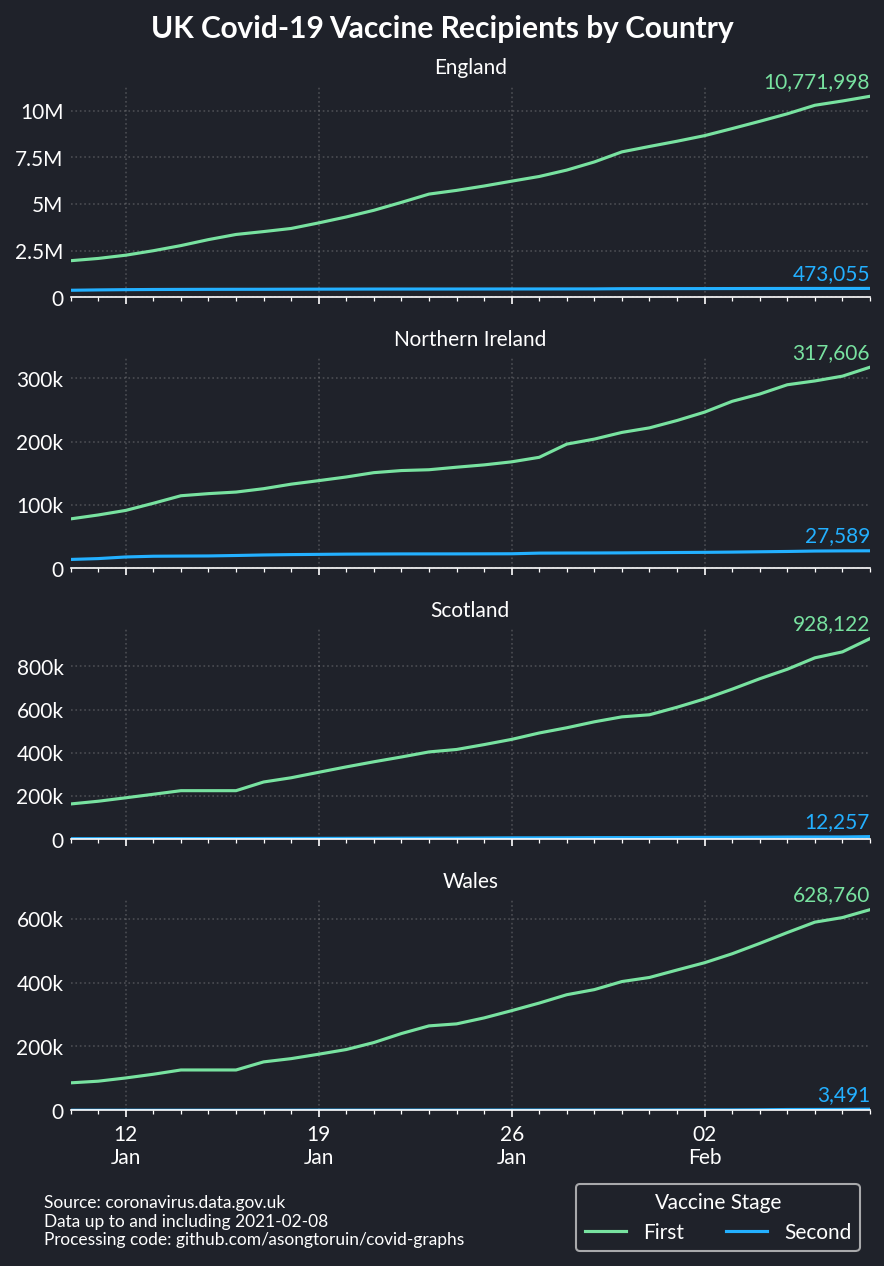 UK Covid-19 Vaccine Recipients by Country
England
10,771,998
10M
7.5M
5M
2.5M
473,055
0
Northern Ireland
317,606
300k
200k
100k
27,589
0
Scotland
928,122
800k
600k
400k
200k
12,257
0
Wales
628,760
600k
400k
200k
3,491
0
12 19 26 02
Jan Jan Jan Feb
Source: coronavirus.data.gov.uk
Data up to and including 2021-02-08
Processing code: github.com/asongtoruin/covid-graphs
Vaccine Stage
First Second